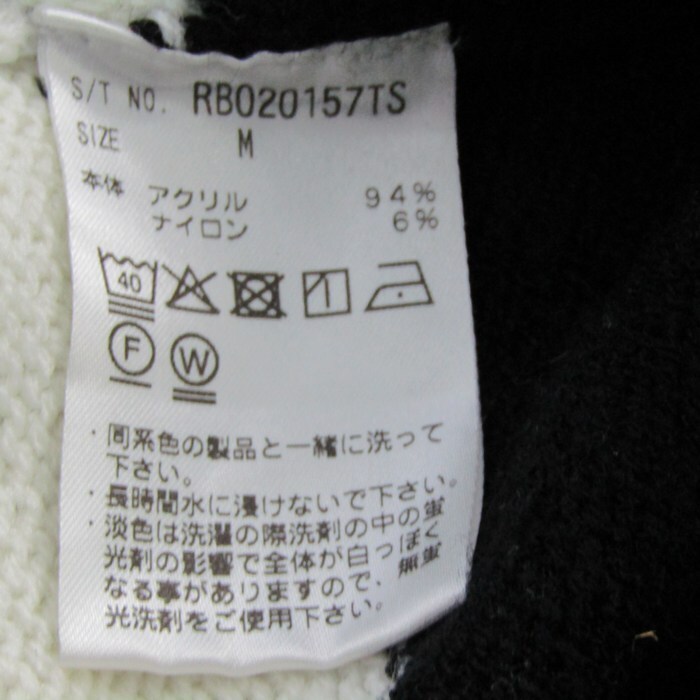 S/T NO. RB020157TS
SIZE M
本体 アクリル 94%
ナイロン 6%
40
F W
・同系色の製品と一緒に洗って
下さい。
・長時間水に浸けないで下さい。
・淡色は洗濯の際洗剤の中の蛍
光剤の影響で全体が白っぽく
なる事がありますので、無蛍
光洗剤をご使用下さい。